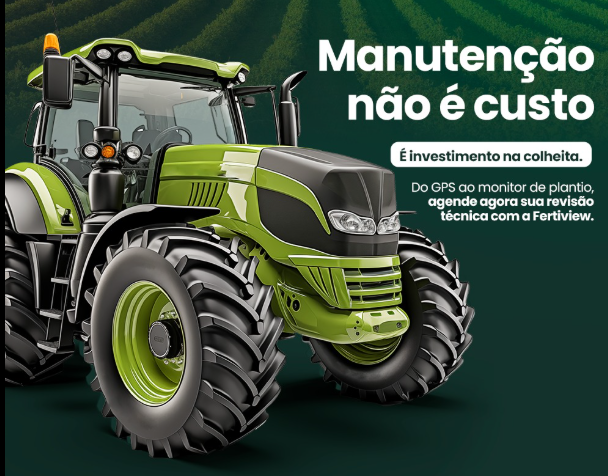 Manutenção
não é custo
É investimento na colheita.
Do GPS ao monitor de plantio,
agende agora sua revisão
técnica com a Fertiview.